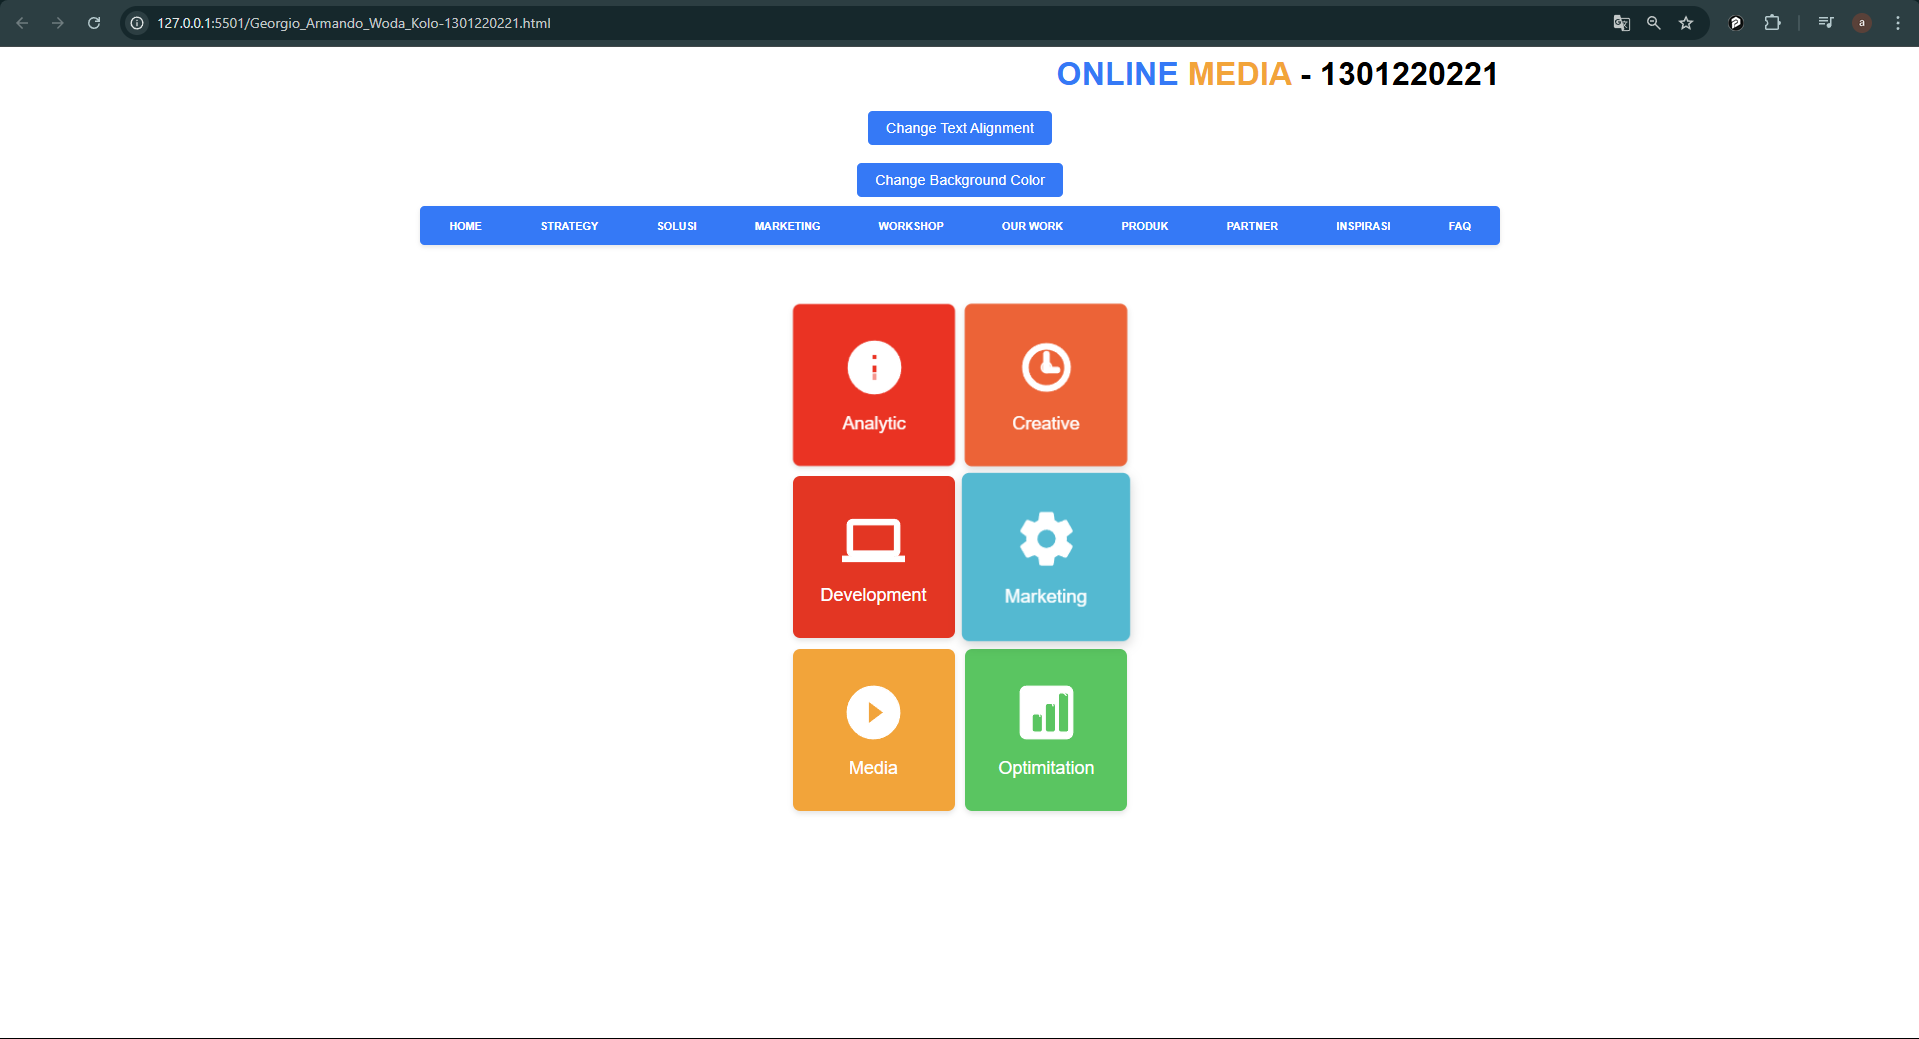 127.0.0.1:5501/Georgio_Armando_Woda_Kolo-1301220221.html
a
ONLINE MEDIA - 1301220221
Change Text Alignment
Change Background Color
HOME STRATEGY SOLUSI MARKETING WORKSHOP OUR WORK PRODUK PARTNER INSPIRASI FAQ
Analytic Creative
Development Marketing
Media Optimitation